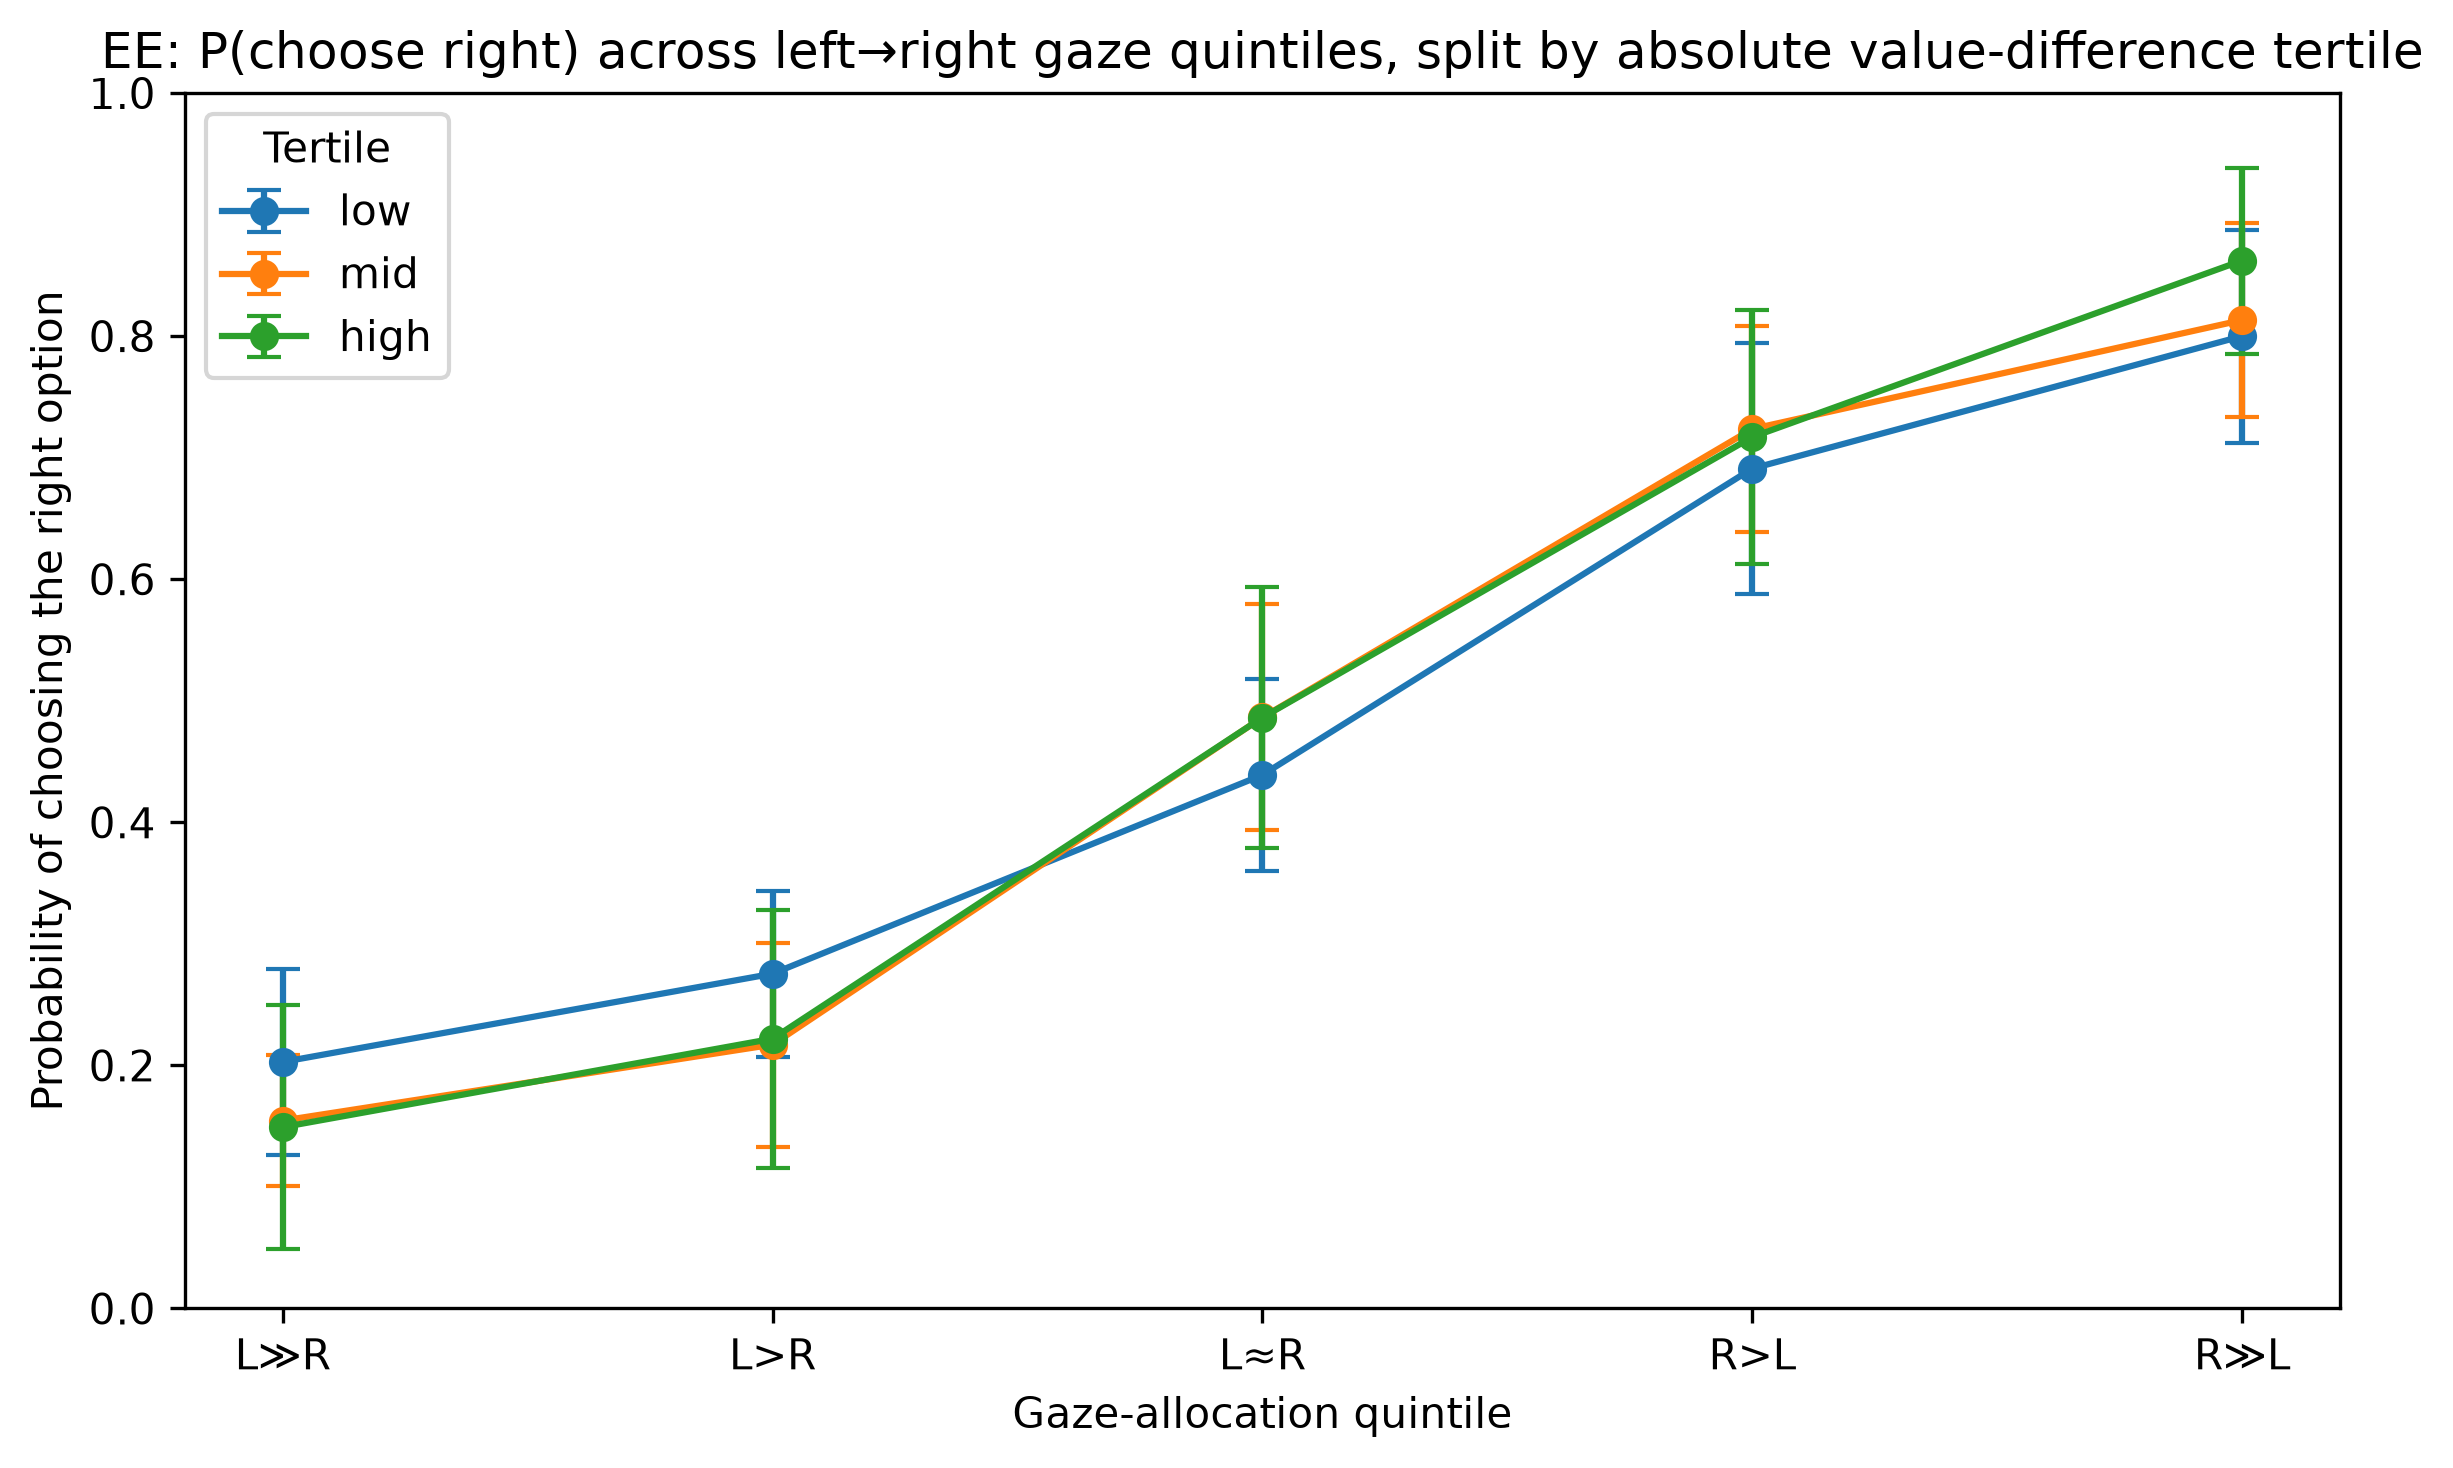 EE: P(choose right) across left→right gaze quintiles, split by absolute value-difference tertile
Probability of choosing the right option
1.0
0.8
0.6
0.4
0.2
0.0
Tertile
low
mid
high
L≫R
L>R
L≈R
R>L
R≫L
Gaze-allocation quintile